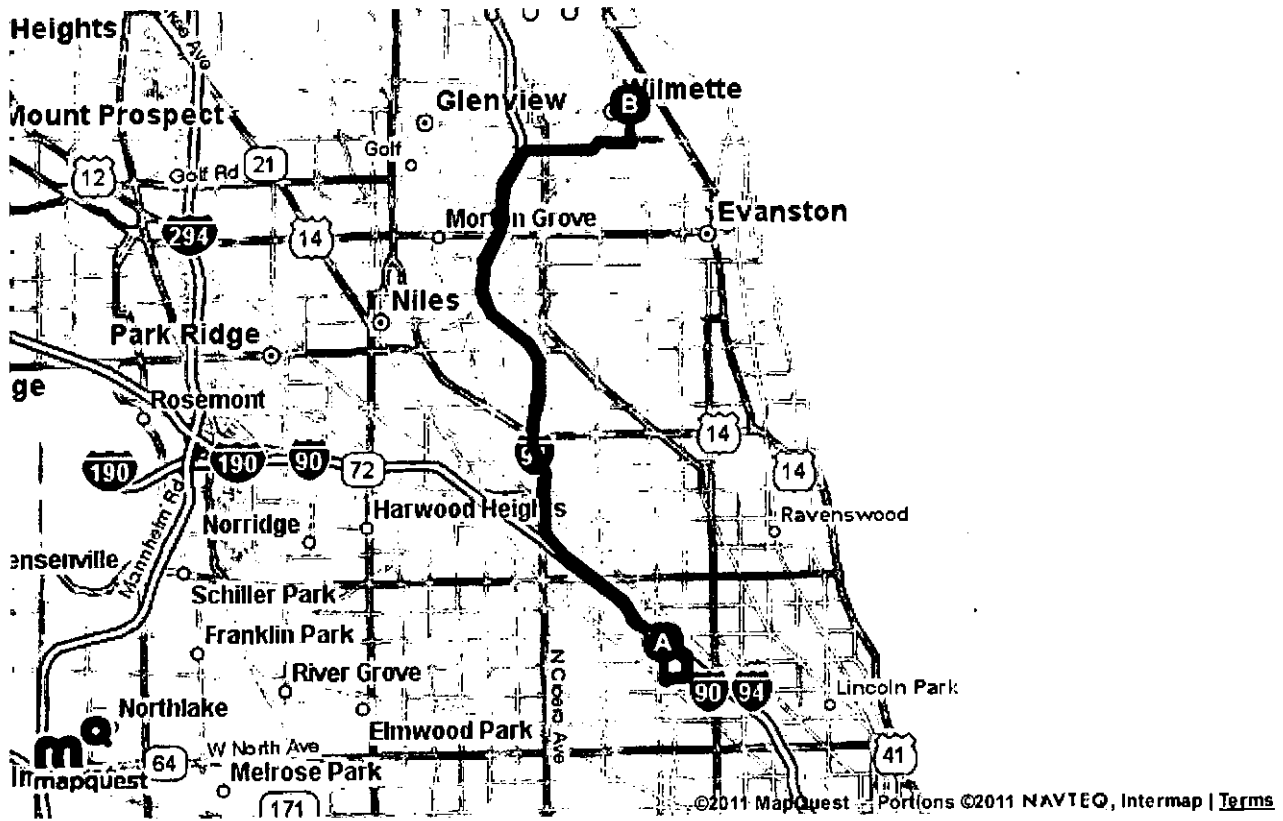 Heights
Mount Prospect
Glenview
Wilmette
B
Golf
12
Golf Rd
21
294
14
Morton Grove
Evanston
Niles
Park Ridge
ge
Rosemont
190
190
90
72
14
14
Mannheim Rd
Norridge
Harwood Heights
Ravenswood
ensenville
Schiller Park
Franklin Park
A
River Grove
90
94
Lincoln Park
Northlake
Elmwood Park
W North Ave
64
41
mapquest
Melrose Park
171
©2011 MapQuest - Portions ©2011 NAVTEQ, Intermap | Terms